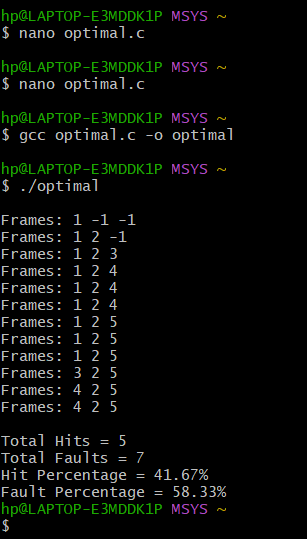 hp@LAPTOP-E3MDDK1P MSYS ~
$ nano optimal.c
hp@LAPTOP-E3MDDK1P MSYS ~
$ nano optimal.c
hp@LAPTOP-E3MDDK1P MSYS ~
$ gcc optimal.c -o optimal
hp@LAPTOP-E3MDDK1P MSYS ~
$ ./optimal
Frames: 1 -1 -1
Frames: 1 2 -1
Frames: 1 2 3
Frames: 1 2 4
Frames: 1 2 4
Frames: 1 2 4
Frames: 1 2 5
Frames: 1 2 5
Frames: 1 2 5
Frames: 3 2 5
Frames: 4 2 5
Frames: 4 2 5
Total Hits = 5
Total Faults = 7
Hit Percentage = 41.67%
Fault Percentage = 58.33%
hp@LAPTOP-E3MDDK1P MSYS ~
$